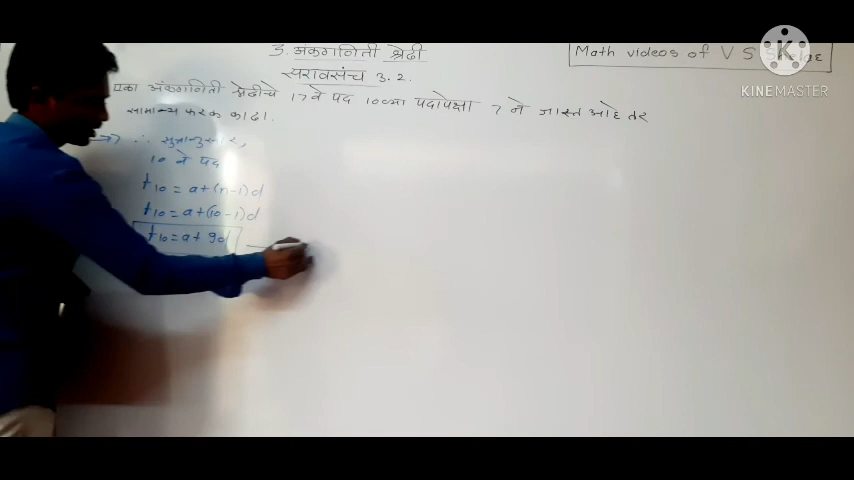 3. अंकगणिती श्रेढी
Math videos of V S
सरावसंच 3.2.
KINEMASTER
एका अंकगणिती श्रेढीचे 17 वे पद 10व्या पदापेक्षा 7 ने जास्त आहे तर
सामान्य फरक काढा.
→ ∴ सुत्रानुसार,
10 वे पद
t10 = a+(n-1)d
t10 = a+(10-1)d
t10 = a+ 9d